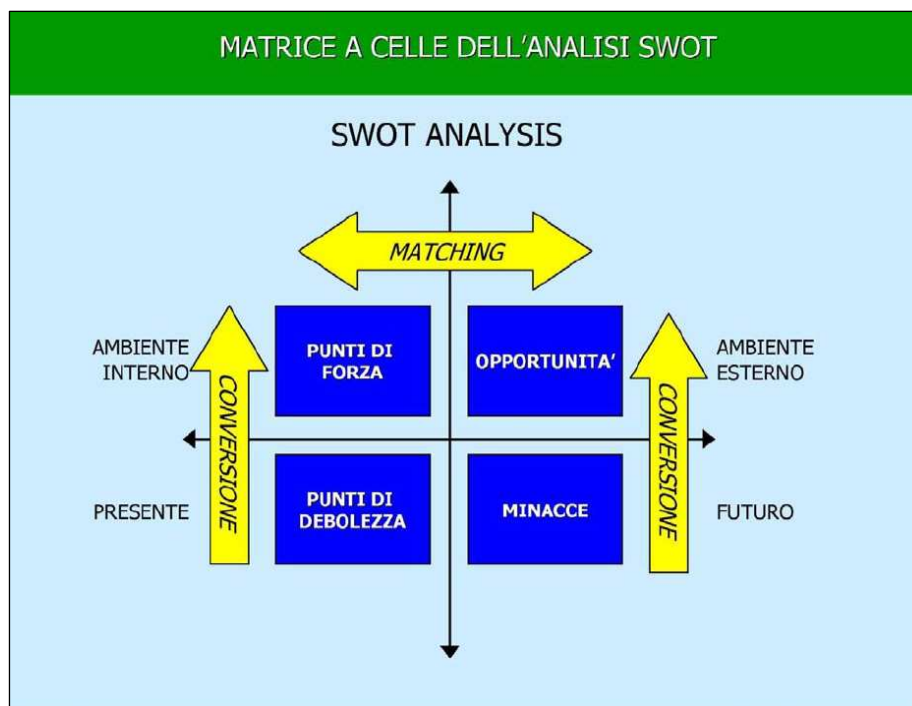 MATRICE A CELLE DELL'ANALISI SWOT
SWOT ANALYSIS
MATCHING
AMBIENTE
INTERNO
CONVERSIONE
PUNTI DI
FORZA
OPPORTUNITA'
CONVERSIONE
AMBIENTE
ESTERNO
PRESENTE
PUNTI DI
DEBOLEZZA
MINACCE
FUTURO